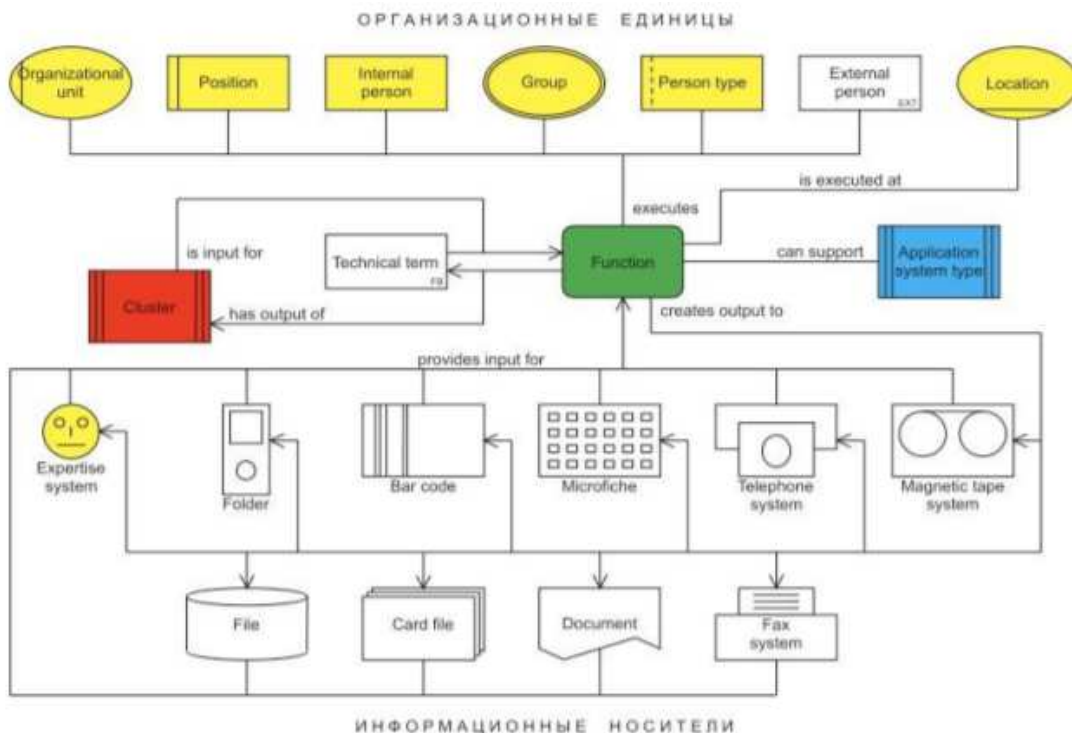 ОРГАНИЗАЦИОННЫЕ ЕДИНИЦЫ
Organizational
unit
Position
Internal
person
Group
Person type
External
person
EXT
Location
is executed at
executes
is input for
Technical term
FB
Function
can support
Application
system type
Cluster
has output of
creates output to
provides input for
Expertise
system
Folder
Bar code
Microfiche
Telephone
system
Magnetic tape
system
File
Card file
Document
Fax
system
ИНФОРМАЦИОННЫЕ НОСИТЕЛИ